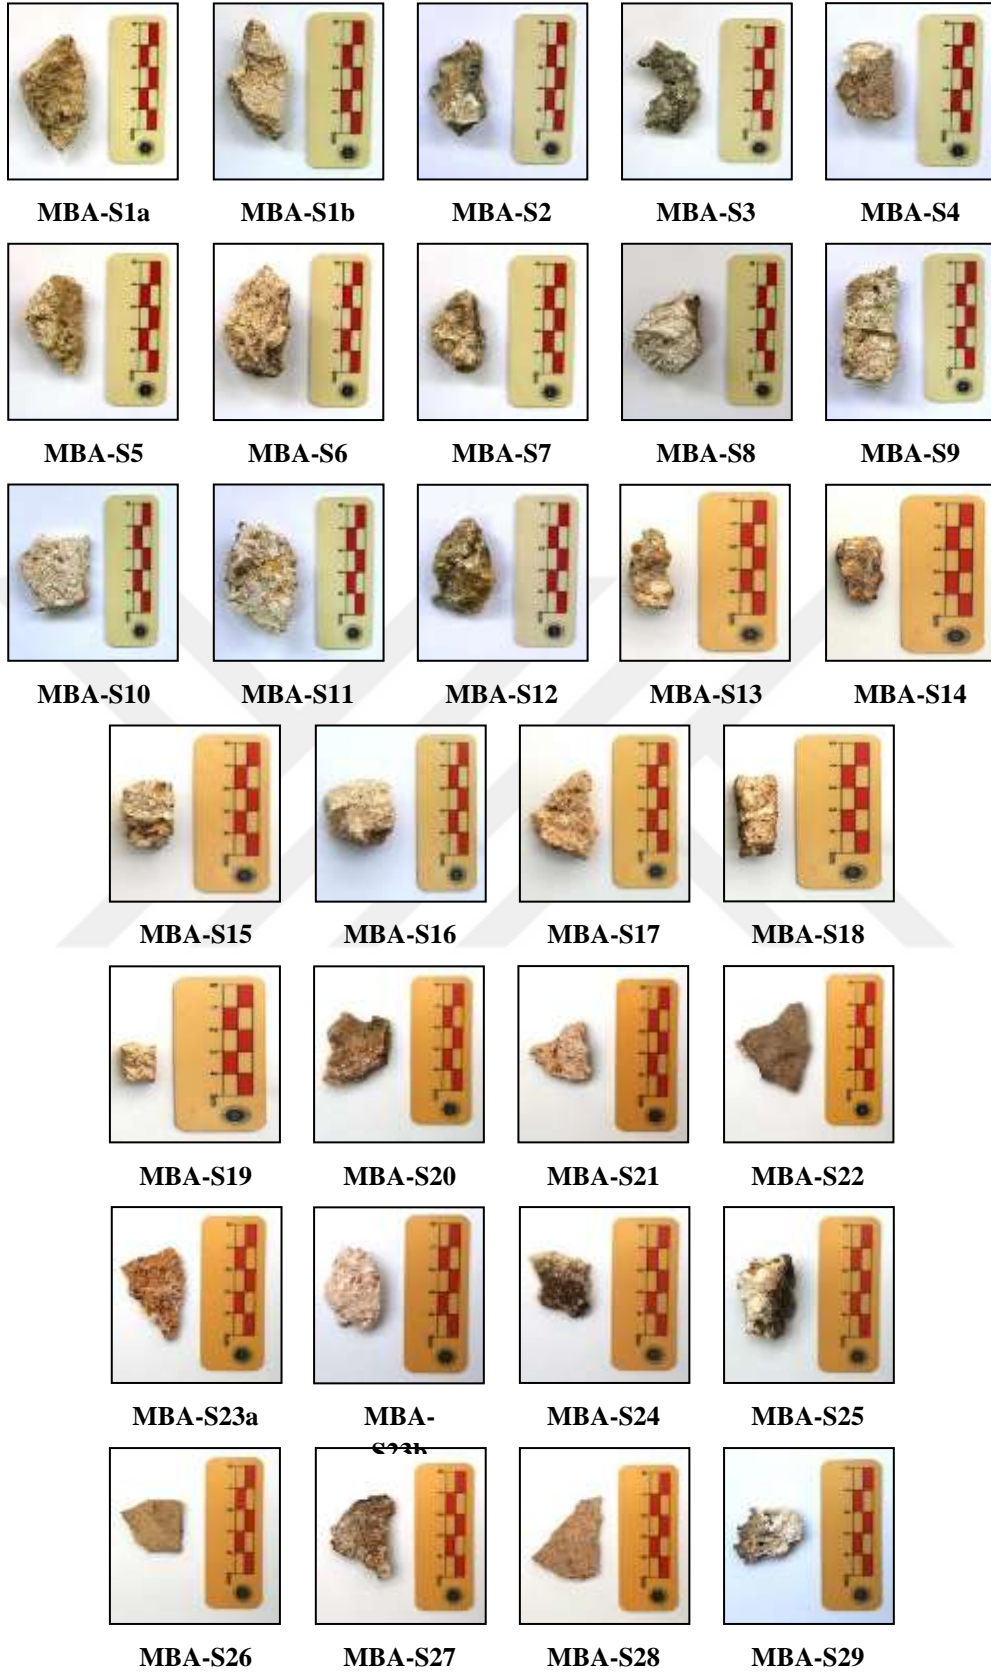 MBA-S1a MBA-S1b MBA-S2 MBA-S3 MBA-S4
MBA-S5 MBA-S6 MBA-S7 MBA-S8 MBA-S9
MBA-S10 MBA-S11 MBA-S12 MBA-S13 MBA-S14
MBA-S15 MBA-S16 MBA-S17 MBA-S18
MBA-S19 MBA-S20 MBA-S21 MBA-S22
MBA-S23a MBA- MBA-S24 MBA-S25
S23b
MBA-S26 MBA-S27 MBA-S28 MBA-S29